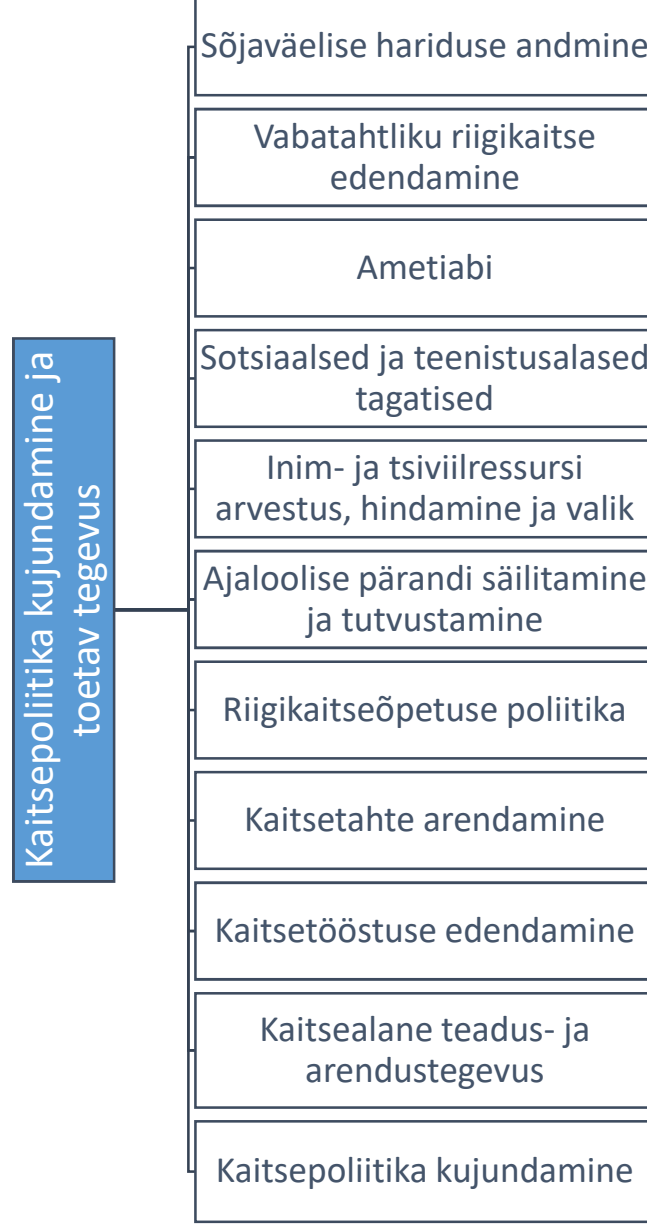 Kaitsepoliitika kujundamine ja
toetav tegevus
Sõjaväelise hariduse andmine
Vabatahtliku riigikaitse
edendamine
Ametiabi
Sotsiaalsed ja teenistusalased
tagatised
Inim- ja tsiviilressursi
arvestus, hindamine ja valik
Ajaloolise pärandi säilitamine
ja tutvustamine
Riigikaitseõpetuse poliitika
Kaitsetahte arendamine
Kaitsetööstuse edendamine
Kaitsealane teadus- ja
arendustegevus
Kaitsepoliitika kujundamine